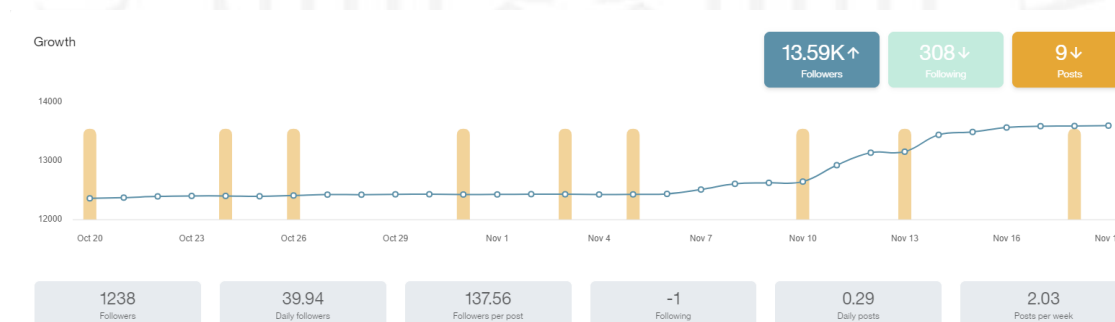 Growth
13.59K↑
Followers
308↓
Following
9↓
Posts
14000
13000
12000
Oct 20
Oct 23
Oct 26
Oct 29
Nov 1
Nov 4
Nov 7
Nov 10
Nov 13
Nov 16
Nov 1
1238
Followers
39.94
Daily followers
137.56
Followers per post
-1
Following
0.29
Daily posts
2.03
Posts per week